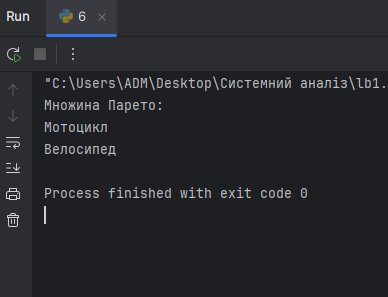 Run 6
"C:\Users\ADM\Desktop\Системний аналіз\lb1.
Множина Парето:
Мотоцикл
Велосипед
Process finished with exit code 0